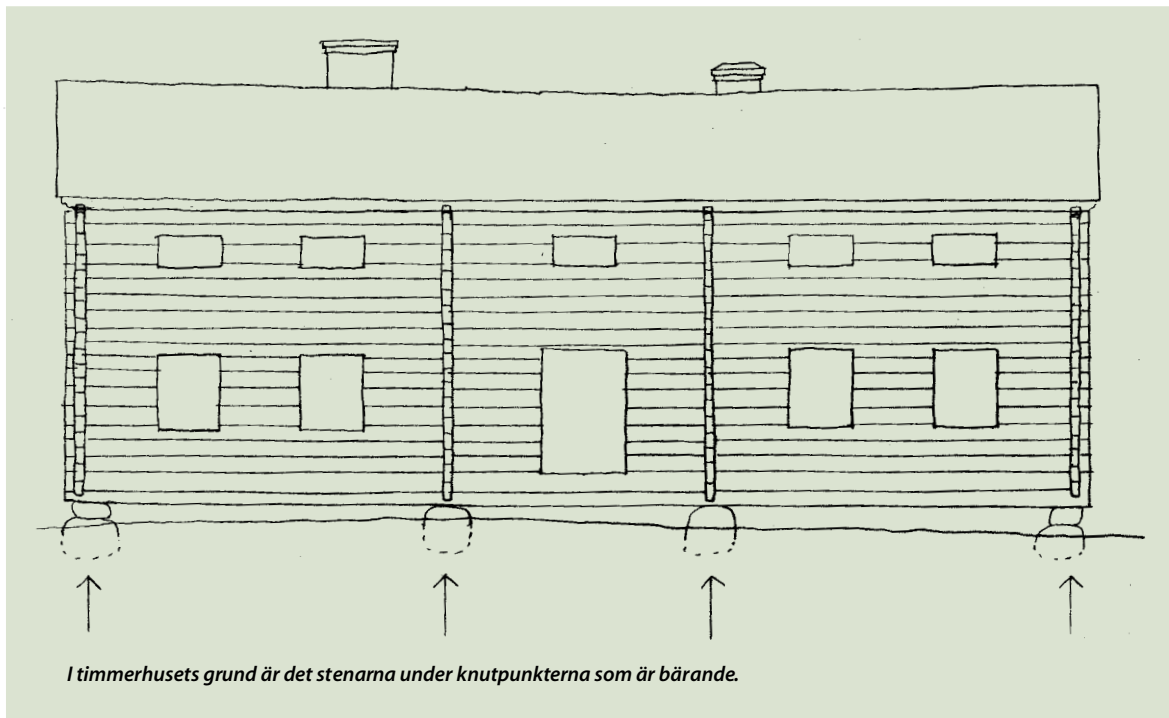 I timmerhusets grund är det stenarna under knutpunkterna som är bärande.